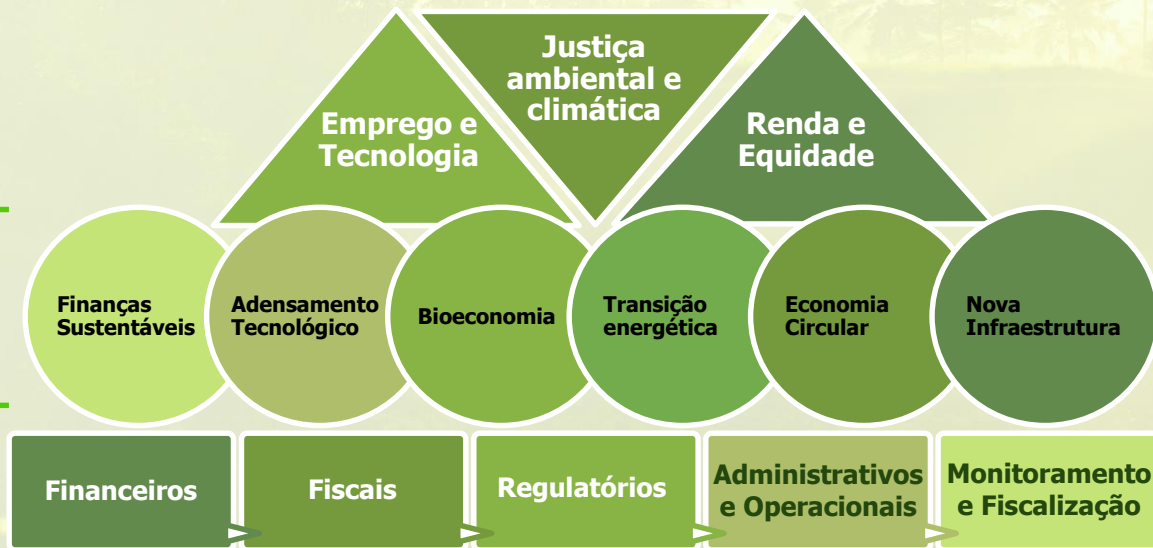 Justiça
ambiental e
climática
Emprego e
Tecnologia
Renda e
Equidade
Finanças
Sustentáveis
Adensamento
Tecnológico
Bioeconomia
Transição
energética
Economia
Circular
Nova
Infraestrutura
Financeiros
Fiscais
Regulatórios
Administrativos
e Operacionais
Monitoramento
e Fiscalização